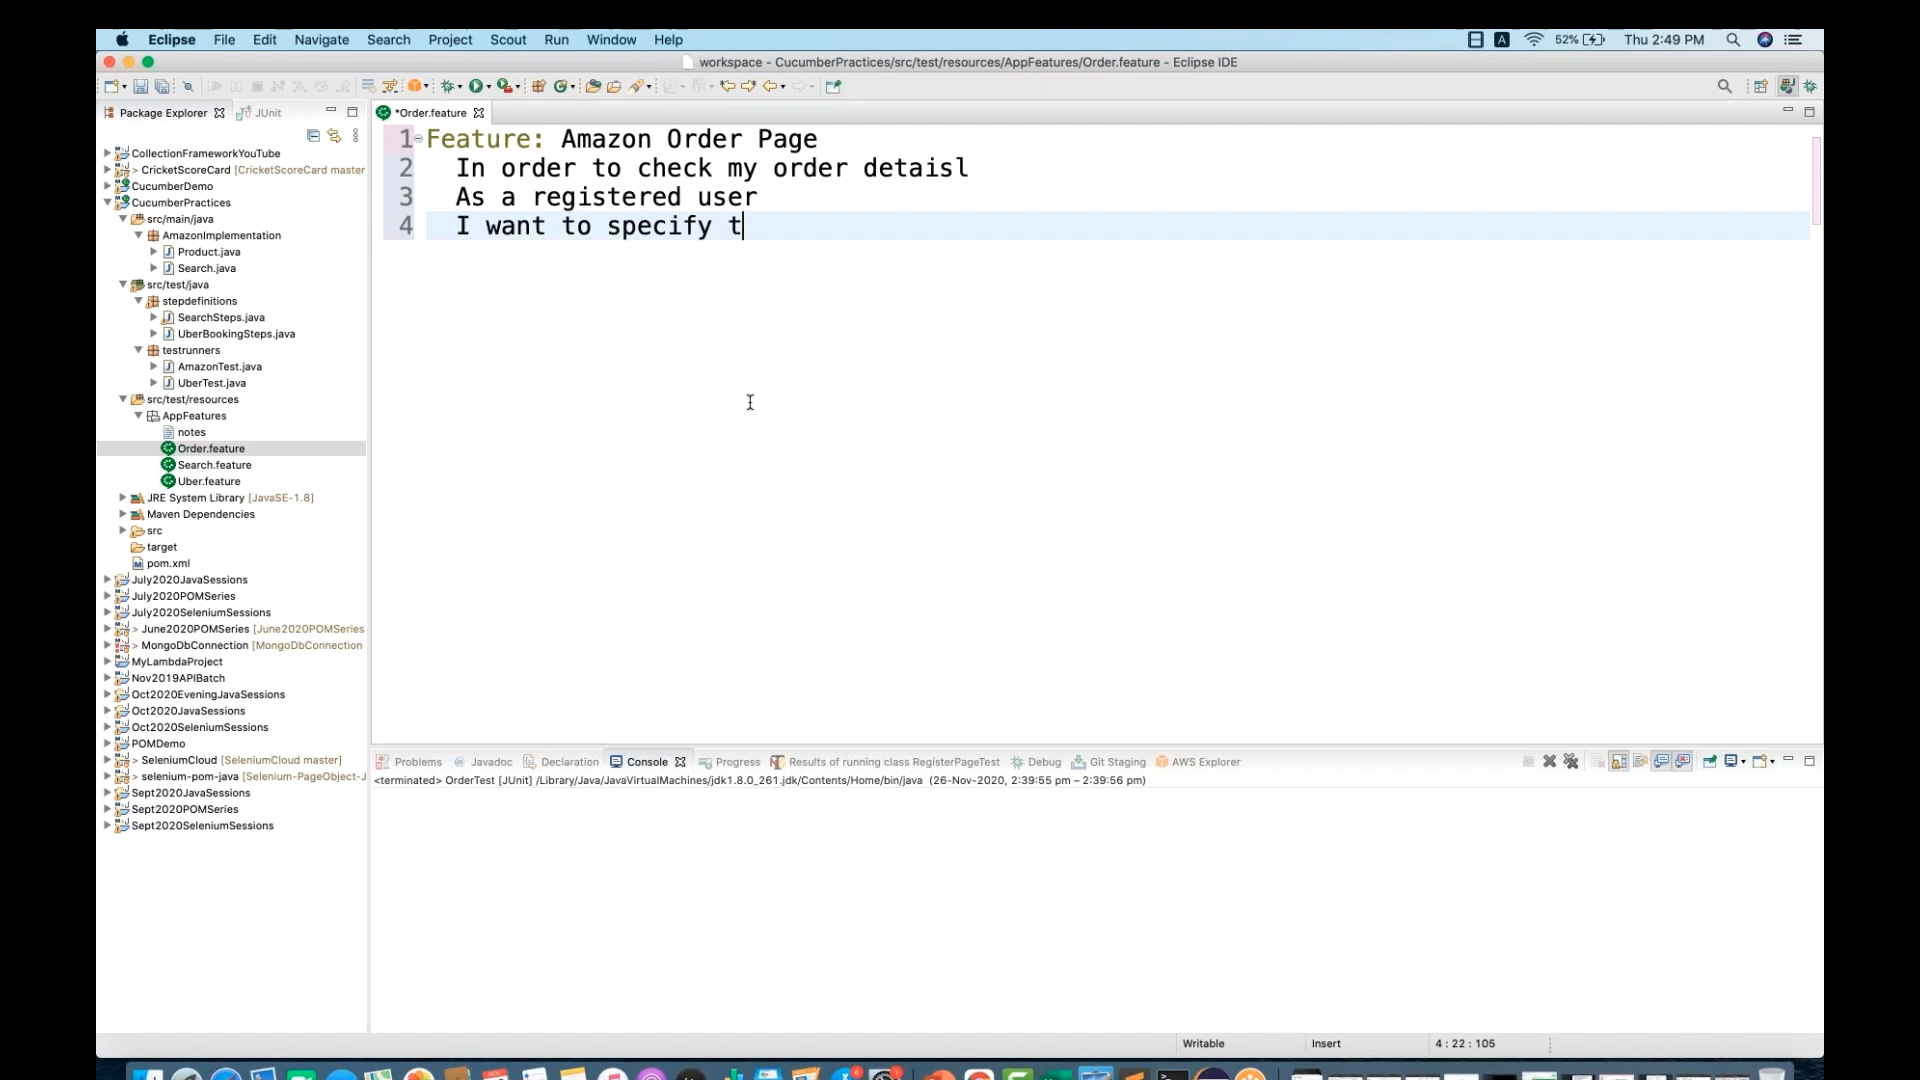 Eclipse File Edit Navigate Search Project Scout Run Window Help
A 52% Thu 2:49 PM
workspace - CucumberPractices/src/test/resources/AppFeatures/Order.feature - Eclipse IDE
Package Explorer JUnit
*Order.feature
CollectionFrameworkYouTube
> CricketScoreCard [CricketScoreCard master
CucumberDemo
CucumberPractices
src/main/java
AmazonImplementation
Product.java
Search.java
src/test/java
stepdefinitions
SearchSteps.java
UberBookingSteps.java
testrunners
AmazonTest.java
UberTest.java
src/test/resources
AppFeatures
notes
Order.feature
Search.feature
Uber.feature
JRE System Library [JavaSE-1.8]
Maven Dependencies
src
target
pom.xml
July2020JavaSessions
July2020POMSeries
July2020SeleniumSessions
> June2020POMSeries [June2020POMSeries
> MongoDbConnection [MongoDbConnection
MyLambdaProject
Nov2019APIBatch
Oct2020EveningJavaSessions
Oct2020JavaSessions
Oct2020SeleniumSessions
POMDemo
> SeleniumCloud [SeleniumCloud master]
> selenium-pom-java [Selenium-PageObject-J
Sept2020JavaSessions
Sept2020POMSeries
Sept2020SeleniumSessions
1 Feature: Amazon Order Page
2 In order to check my order detaisl
3 As a registered user
4 I want to specify t
Problems Javadoc Declaration Console Progress Results of running class RegisterPageTest Debug Git Staging AWS Explorer
<terminated> OrderTest [JUnit] /Library/Java/JavaVirtualMachines/jdk1.8.0_261.jdk/Contents/Home/bin/java (26-Nov-2020, 2:39:55 pm – 2:39:56 pm)
Writable Insert 4 : 22 : 105